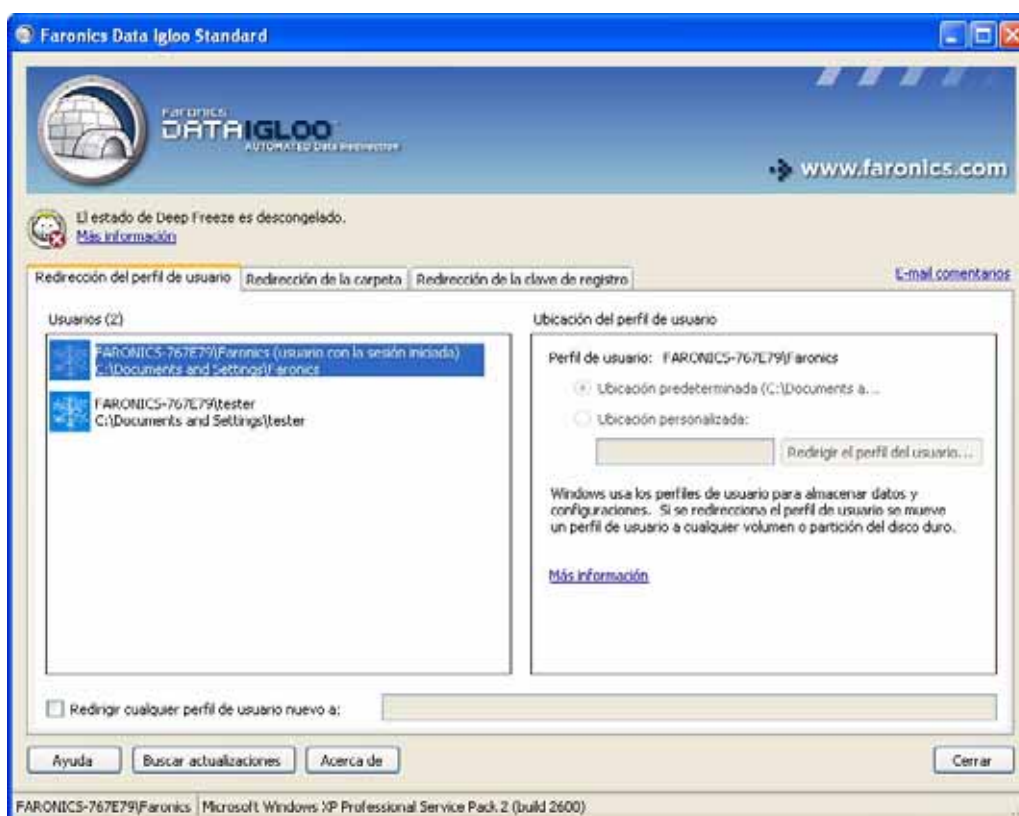 Faronics Data Igloo Standard
FARONICS
DATAIGLOO
AUTOMATED Data Redirection
www.faronics.com
El estado de Deep Freeze es descongelado.
Más información
Redirección del perfil de usuario
Redirección de la carpeta
Redirección de la clave de registro
E-mail comentarios
Usuarios (2)
FARONICS-767E79\Faronics (usuario con la sesión iniciada)
C:\Documents and Settings\Faronics
FARONICS-767E79\tester
C:\Documents and Settings\tester
Ubicación del perfil de usuario
Perfil de usuario: FARONICS-767E79\Faronics
Ubicación predeterminada (C:\Documents a...
Ubicación personalizada:
Redirigir el perfil del usuario...
Windows usa los perfiles de usuario para almacenar datos y
configuraciones. Si se redirecciona el perfil de usuario se mueve
un perfil de usuario a cualquier volumen o partición del disco duro.
Más información
Redirigir cualquier perfil de usuario nuevo a:
Ayuda
Buscar actualizaciones
Acerca de
Cerrar
FARONICS-767E79\Faronics
Microsoft Windows XP Professional Service Pack 2 (build 2600)